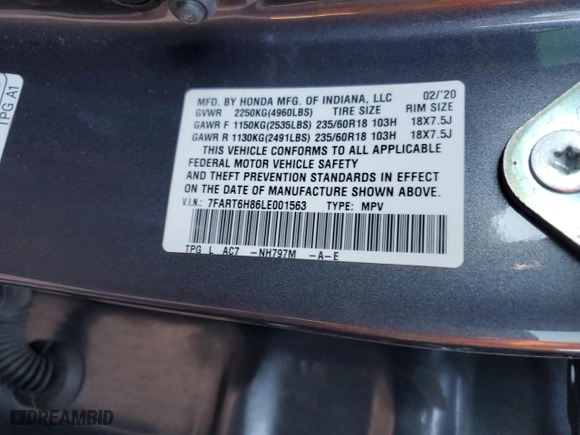 TPG A1
MFD. BY HONDA MFG. OF INDIANA, LLC 02/'20
GVWR 2250KG(4960LBS) TIRE SIZE RIM SIZE
GAWR F 1150KG(2535LBS) 235/60R18 103H 18X7.5J
GAWR R 1130KG(2491LBS) 235/60R18 103H 18X7.5J
THIS VEHICLE CONFORMS TO ALL APPLICABLE
FEDERAL MOTOR VEHICLE SAFETY
AND THEFT PREVENTION STANDARDS IN EFFECT
ON THE DATE OF MANUFACTURE SHOWN ABOVE.
V.I.N.: 7FART6H86LE001563 TYPE: MPV
TPG L AC7 -NH797M -A-E
DREAMBID